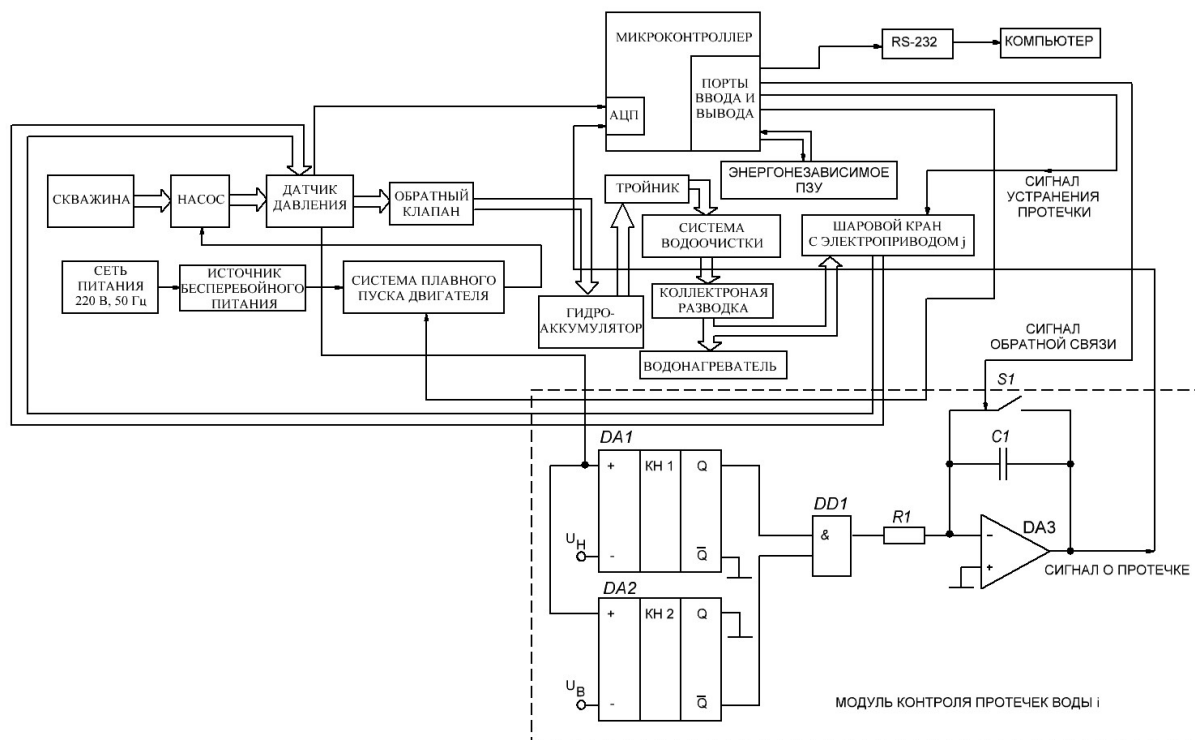 МИКРОКОНТРОЛЛЕР
ПОРТЫ
ВВОДА И
ВЫВОДА
АЦП
RS-232
КОМПЬЮТЕР
ЭНЕРГОНЕЗАВИСИМОЕ
ПЗУ
СИГНАЛ
УСТРАНЕНИЯ
ПРОТЕЧКИ
СКВАЖИНА
НАСОС
ДАТЧИК
ДАВЛЕНИЯ
ОБРАТНЫЙ
КЛАПАН
ТРОЙНИК
СИСТЕМА
ВОДООЧИСТКИ
ШАРОВОЙ КРАН
С ЭЛЕКТРОПРИВОДОМ j
СЕТЬ
ПИТАНИЯ
220 В, 50 Гц
ИСТОЧНИК
БЕСПЕРЕБОЙНОГО
ПИТАНИЯ
СИСТЕМА ПЛАВНОГО
ПУСКА ДВИГАТЕЛЯ
ГИДРО-
АККУМУЛЯТОР
КОЛЛЕКТРОНАЯ
РАЗВОДКА
ВОДОНАГРЕВАТЕЛЬ
СИГНАЛ
ОБРАТНОЙ СВЯЗИ
S1
C1
DA1
+ КН 1 Q
U_H - Q̅
DA2
+ КН 2 Q
U_B - Q̅
DD1
&
R1
DA3
-
+
СИГНАЛ О ПРОТЕЧКЕ
МОДУЛЬ КОНТРОЛЯ ПРОТЕЧЕК ВОДЫ i